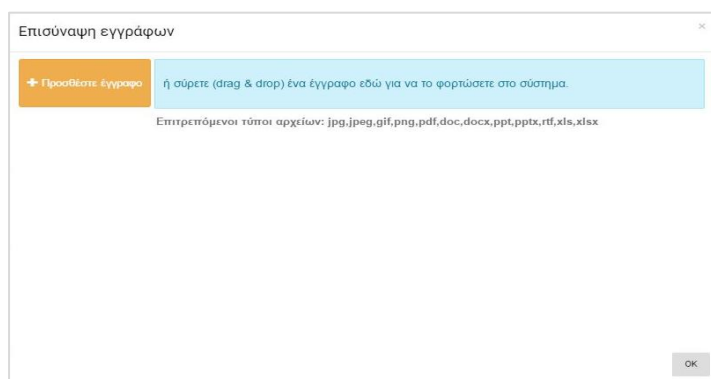 Επισύναψη εγγράφων
×
+ Προσθέστε έγγραφο
ή σύρετε (drag & drop) ένα έγγραφο εδώ για να το φορτώσετε στο σύστημα.
Επιτρεπόμενοι τύποι αρχείων: jpg,jpeg,gif,png,pdf,doc,docx,ppt,pptx,rtf,xls,xlsx
OK